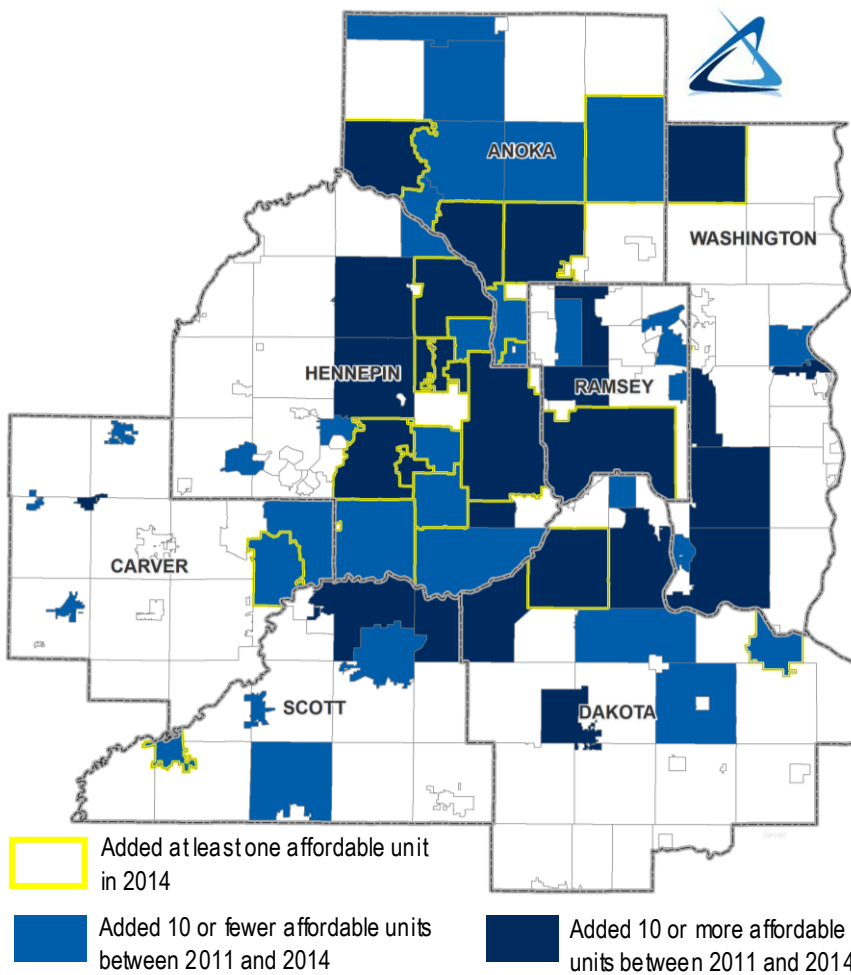 ANOKA
WASHINGTON
HENNEPIN
RAMSEY
CARVER
SCOTT
DAKOTA
Added at least one affordable unit
in 2014
Added 10 or fewer affordable units
between 2011 and 2014
Added 10 or more affordable
units between 2011 and 2014